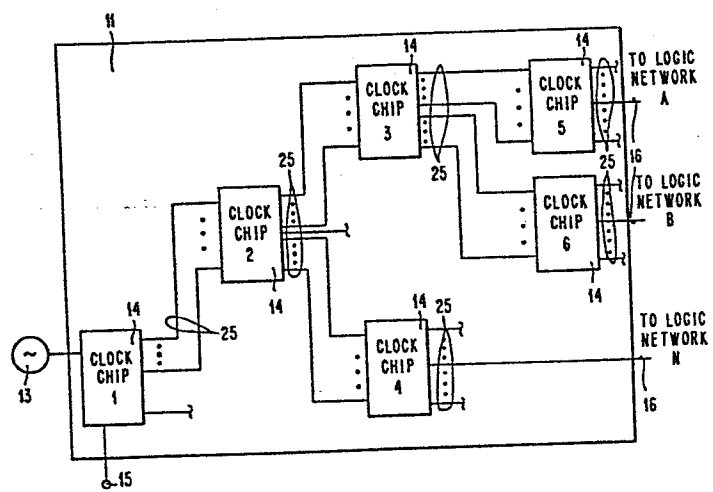 11
14
CLOCK
CHIP
3
25
14
CLOCK
CHIP
5
25
TO LOGIC
NETWORK
A
16
14
CLOCK
CHIP
2
25
14
CLOCK
CHIP
6
14
TO LOGIC
NETWORK
B
13
~
14
CLOCK
CHIP
1
25
15
14
CLOCK
CHIP
4
25
TO LOGIC
NETWORK
N
16